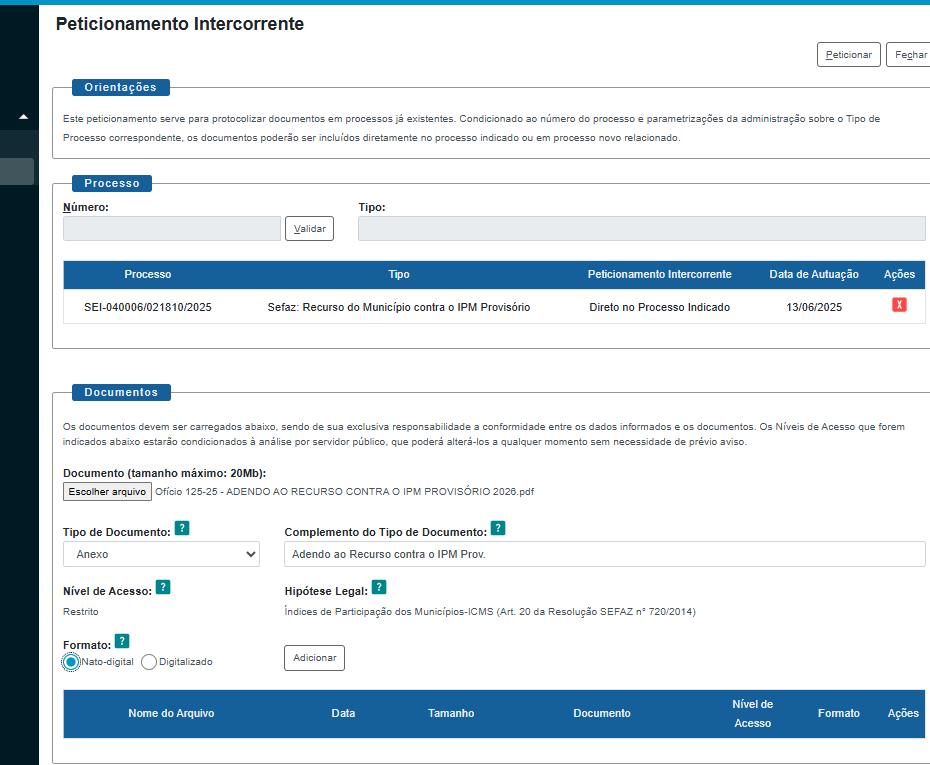 Peticionamento Intercorrente
Peticionar Fechar
Orientações
Este peticionamento serve para protocolizar documentos em processos já existentes. Condicionado ao número do processo e parametrizações da administração sobre o Tipo de
Processo correspondente, os documentos poderão ser incluídos diretamente no processo indicado ou em processo novo relacionado.
Processo
Número: Tipo:
Validar
Processo Tipo Peticionamento Intercorrente Data de Autuação Ações
SEI-040006/021810/2025 Sefaz: Recurso do Município contra o IPM Provisório Direto no Processo Indicado 13/06/2025 X
Documentos
Os documentos devem ser carregados abaixo, sendo de sua exclusiva responsabilidade a conformidade entre os dados informados e os documentos. Os Níveis de Acesso que forem
indicados abaixo estarão condicionados à análise por servidor público, que poderá alterá-los a qualquer momento sem necessidade de prévio aviso.
Documento (tamanho máximo: 20Mb):
Escolher arquivo Ofício 125-25 - ADENDO AO RECURSO CONTRA O IPM PROVISÓRIO 2026.pdf
Tipo de Documento: ? Complemento do Tipo de Documento: ?
Anexo Adendo ao Recurso contra o IPM Prov.
Nível de Acesso: ? Hipótese Legal: ?
Restrito Índices de Participação dos Municípios-ICMS (Art. 20 da Resolução SEFAZ n° 720/2014)
Formato: ?
Nato-digital Digitalizado Adicionar
Nome do Arquivo Data Tamanho Documento Nível de Acesso Formato Ações